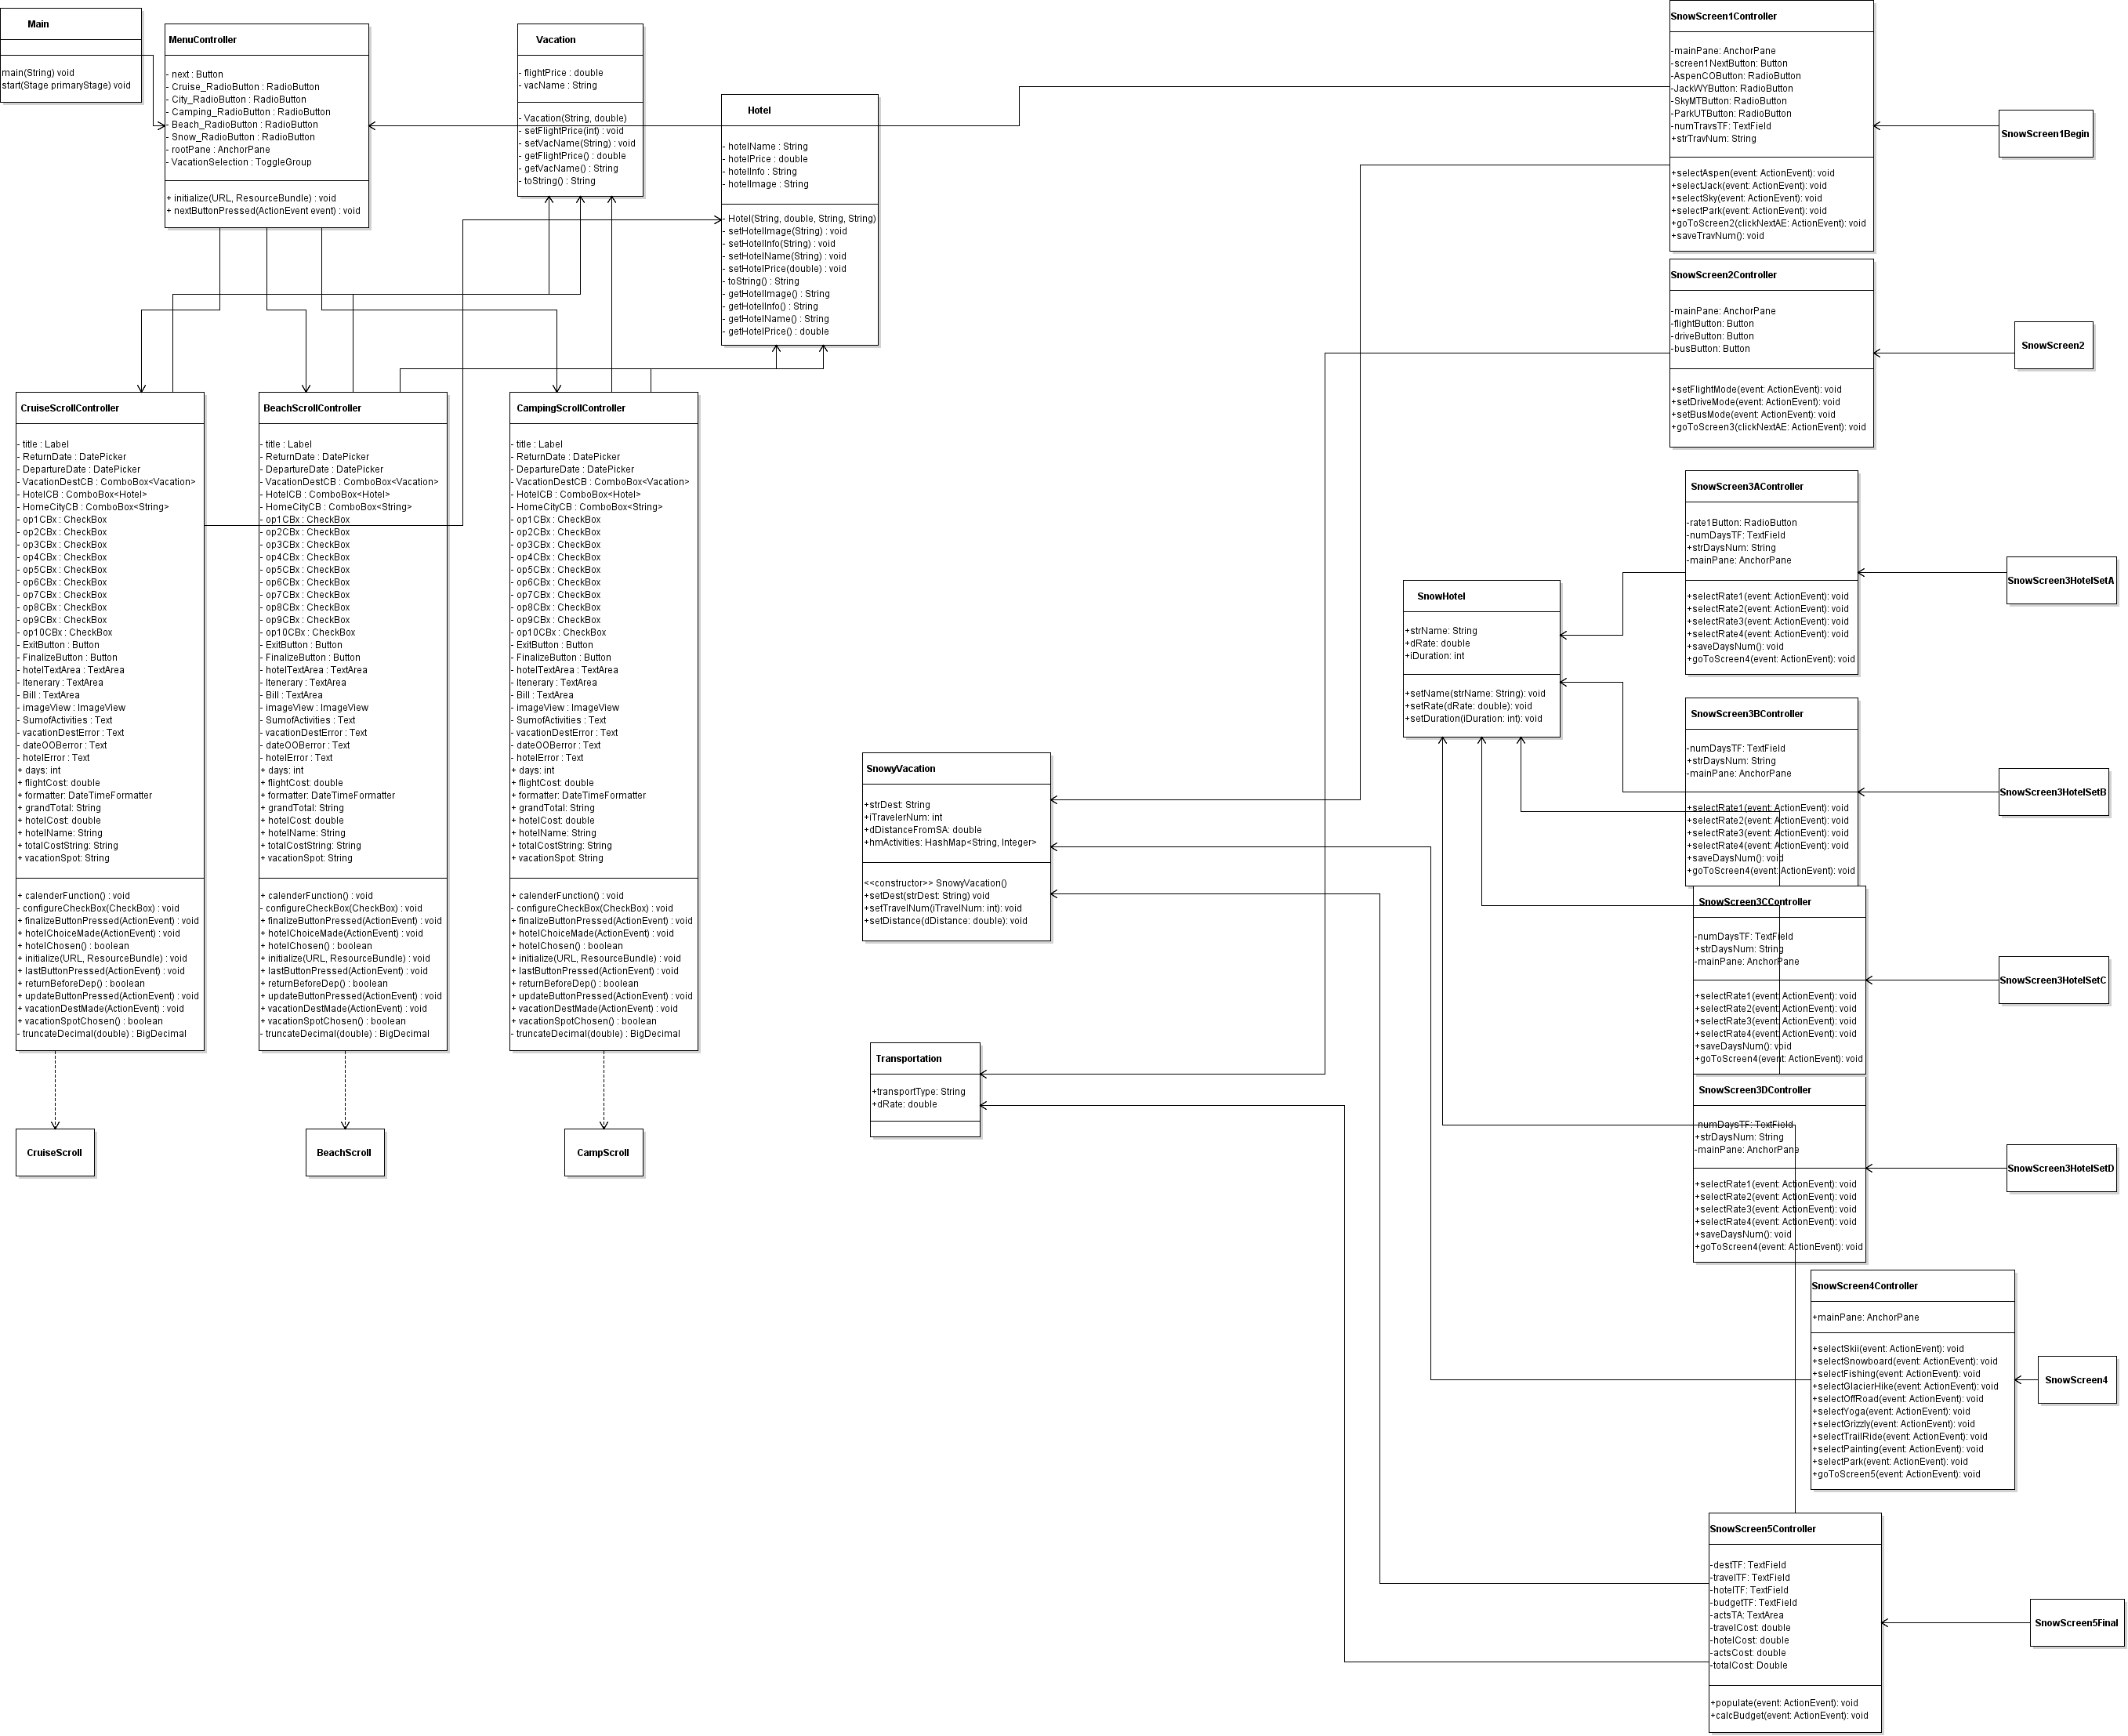 Main
main(String) void
start(Stage primaryStage) void
MenuController
- next : Button
- Cruise_RadioButton : RadioButton
- City_RadioButton : RadioButton
- Camping_RadioButton : RadioButton
- Beach_RadioButton : RadioButton
- Snow_RadioButton : RadioButton
- rootPane : AnchorPane
- VacationSelection : ToggleGroup
+ initialize(URL, ResourceBundle) : void
+ nextButtonPressed(ActionEvent event) : void
Vacation
- flightPrice : double
- vacName : String
- Vacation(String, double)
- setFlightPrice(int) : void
- setVacName(String) : void
- getFlightPrice() : double
- getVacName() : String
- toString() : String
Hotel
- hotelName : String
- hotelPrice : double
- hotelInfo : String
- hotelImage : String
- Hotel(String, double, String, String)
- setHotelImage(String) : void
- setHotelInfo(String) : void
- setHotelName(String) : void
- setHotelPrice(double) : void
- toString() : String
- getHotelImage() : String
- getHotelInfo() : String
- getHotelName() : String
- getHotelPrice() : double
CruiseScrollController
- title : Label
- ReturnDate : DatePicker
- DepartureDate : DatePicker
- VacationDestCB : ComboBox<Vacation>
- HotelCB : ComboBox<Hotel>
- HomeCityCB : ComboBox<String>
- op1CBx : CheckBox
- op2CBx : CheckBox
- op3CBx : CheckBox
- op4CBx : CheckBox
- op5CBx : CheckBox
- op6CBx : CheckBox
- op7CBx : CheckBox
- op8CBx : CheckBox
- op9CBx : CheckBox
- op10CBx : CheckBox
- ExitButton : Button
- FinalizeButton : Button
- hotelTextArea : TextArea
- Itenerary : TextArea
- Bill : TextArea
- imageView : ImageView
- SumofActivities : Text
- vacationDestError : Text
- dateOOBerror : Text
- hotelError : Text
+ days: int
+ flightCost: double
+ formatter: DateTimeFormatter
+ grandTotal: String
+ hotelCost: double
+ hotelName: String
+ totalCostString: String
+ vacationSpot: String
+ calenderFunction() : void
- configureCheckBox(CheckBox) : void
+ finalizeButtonPressed(ActionEvent) : void
+ hotelChoiceMade(ActionEvent) : void
+ hotelChosen() : boolean
+ initialize(URL, ResourceBundle) : void
+ lastButtonPressed(ActionEvent) : void
+ returnBeforeDep() : boolean
+ updateButtonPressed(ActionEvent) : void
+ vacationDestMade(ActionEvent) : void
+ vacationSpotChosen() : boolean
- truncateDecimal(double) : BigDecimal
BeachScrollController
- title : Label
- ReturnDate : DatePicker
- DepartureDate : DatePicker
- VacationDestCB : ComboBox<Vacation>
- HotelCB : ComboBox<Hotel>
- HomeCityCB : ComboBox<String>
- op1CBx : CheckBox
- op2CBx : CheckBox
- op3CBx : CheckBox
- op4CBx : CheckBox
- op5CBx : CheckBox
- op6CBx : CheckBox
- op7CBx : CheckBox
- op8CBx : CheckBox
- op9CBx : CheckBox
- op10CBx : CheckBox
- ExitButton : Button
- FinalizeButton : Button
- hotelTextArea : TextArea
- Itenerary : TextArea
- Bill : TextArea
- imageView : ImageView
- SumofActivities : Text
- vacationDestError : Text
- dateOOBerror : Text
- hotelError : Text
+ days: int
+ flightCost: double
+ formatter: DateTimeFormatter
+ grandTotal: String
+ hotelCost: double
+ hotelName: String
+ totalCostString: String
+ vacationSpot: String
+ calenderFunction() : void
- configureCheckBox(CheckBox) : void
+ finalizeButtonPressed(ActionEvent) : void
+ hotelChoiceMade(ActionEvent) : void
+ hotelChosen() : boolean
+ initialize(URL, ResourceBundle) : void
+ lastButtonPressed(ActionEvent) : void
+ returnBeforeDep() : boolean
+ updateButtonPressed(ActionEvent) : void
+ vacationDestMade(ActionEvent) : void
+ vacationSpotChosen() : boolean
- truncateDecimal(double) : BigDecimal
CampingScrollController
- title : Label
- ReturnDate : DatePicker
- DepartureDate : DatePicker
- VacationDestCB : ComboBox<Vacation>
- HotelCB : ComboBox<Hotel>
- HomeCityCB : ComboBox<String>
- op1CBx : CheckBox
- op2CBx : CheckBox
- op3CBx : CheckBox
- op4CBx : CheckBox
- op5CBx : CheckBox
- op6CBx : CheckBox
- op7CBx : CheckBox
- op8CBx : CheckBox
- op9CBx : CheckBox
- op10CBx : CheckBox
- ExitButton : Button
- FinalizeButton : Button
- hotelTextArea : TextArea
- Itenerary : TextArea
- Bill : TextArea
- imageView : ImageView
- SumofActivities : Text
- vacationDestError : Text
- dateOOBerror : Text
- hotelError : Text
+ days: int
+ flightCost: double
+ formatter: DateTimeFormatter
+ grandTotal: String
+ hotelCost: double
+ hotelName: String
+ totalCostString: String
+ vacationSpot: String
+ calenderFunction() : void
- configureCheckBox(CheckBox) : void
+ finalizeButtonPressed(ActionEvent) : void
+ hotelChoiceMade(ActionEvent) : void
+ hotelChosen() : boolean
+ initialize(URL, ResourceBundle) : void
+ lastButtonPressed(ActionEvent) : void
+ returnBeforeDep() : boolean
+ updateButtonPressed(ActionEvent) : void
+ vacationDestMade(ActionEvent) : void
+ vacationSpotChosen() : boolean
- truncateDecimal(double) : BigDecimal
CruiseScroll
BeachScroll
CampScroll
SnowyVacation
+strDest: String
+iTravelerNum: int
+dDistanceFromSA: double
+hmActivities: HashMap<String, Integer>
<<constructor>> SnowyVacation()
+setDest(strDest: String) void
+setTravelNum(iTravelNum: int): void
+setDistance(dDistance: double): void
Transportation
+transportType: String
+dRate: double
SnowHotel
+strName: String
+dRate: double
+iDuration: int
+setName(strName: String): void
+setRate(dRate: double): void
+setDuration(iDuration: int): void
SnowScreen1Controller
-mainPane: AnchorPane
-screen1NextButton: Button
-AspenCOButton: RadioButton
-JackWYButton: RadioButton
-SkyMTButton: RadioButton
-ParkUTButton: RadioButton
-numTravsTF: TextField
+strTravNum: String
+selectAspen(event: ActionEvent): void
+selectJack(event: ActionEvent): void
+selectSky(event: ActionEvent): void
+selectPark(event: ActionEvent): void
+goToScreen2(clickNextAE: ActionEvent): void
+saveTravNum(): void
SnowScreen1Begin
SnowScreen2Controller
-mainPane: AnchorPane
-flightButton: Button
-driveButton: Button
-busButton: Button
+setFlightMode(event: ActionEvent): void
+setDriveMode(event: ActionEvent): void
+setBusMode(event: ActionEvent): void
+goToScreen3(clickNextAE: ActionEvent): void
SnowScreen2
SnowScreen3AController
-rate1Button: RadioButton
-numDaysTF: TextField
+strDaysNum: String
-mainPane: AnchorPane
+selectRate1(event: ActionEvent): void
+selectRate2(event: ActionEvent): void
+selectRate3(event: ActionEvent): void
+selectRate4(event: ActionEvent): void
+saveDaysNum(): void
+goToScreen4(event: ActionEvent): void
SnowScreen3HotelSetA
SnowScreen3BController
-numDaysTF: TextField
+strDaysNum: String
-mainPane: AnchorPane
+selectRate1(event: ActionEvent): void
+selectRate2(event: ActionEvent): void
+selectRate3(event: ActionEvent): void
+selectRate4(event: ActionEvent): void
+saveDaysNum(): void
+goToScreen4(event: ActionEvent): void
SnowScreen3HotelSetB
SnowScreen3CController
-numDaysTF: TextField
+strDaysNum: String
-mainPane: AnchorPane
+selectRate1(event: ActionEvent): void
+selectRate2(event: ActionEvent): void
+selectRate3(event: ActionEvent): void
+selectRate4(event: ActionEvent): void
+saveDaysNum(): void
+goToScreen4(event: ActionEvent): void
SnowScreen3HotelSetC
SnowScreen3DController
-numDaysTF: TextField
+strDaysNum: String
-mainPane: AnchorPane
+selectRate1(event: ActionEvent): void
+selectRate2(event: ActionEvent): void
+selectRate3(event: ActionEvent): void
+selectRate4(event: ActionEvent): void
+saveDaysNum(): void
+goToScreen4(event: ActionEvent): void
SnowScreen3HotelSetD
SnowScreen4Controller
+mainPane: AnchorPane
+selectSkii(event: ActionEvent): void
+selectSnowboard(event: ActionEvent): void
+selectFishing(event: ActionEvent): void
+selectGlacierHike(event: ActionEvent): void
+selectOffRoad(event: ActionEvent): void
+selectYoga(event: ActionEvent): void
+selectGrizzly(event: ActionEvent): void
+selectTrailRide(event: ActionEvent): void
+selectPainting(event: ActionEvent): void
+selectPark(event: ActionEvent): void
+goToScreen5(event: ActionEvent): void
SnowScreen4
SnowScreen5Controller
-destTF: TextField
-travelTF: TextField
-hotelTF: TextField
-budgetTF: TextField
-actsTA: TextArea
-travelCost: double
-hotelCost: double
-actsCost: double
-totalCost: Double
+populate(event: ActionEvent): void
+calcBudget(event: ActionEvent): void
SnowScreen5Final